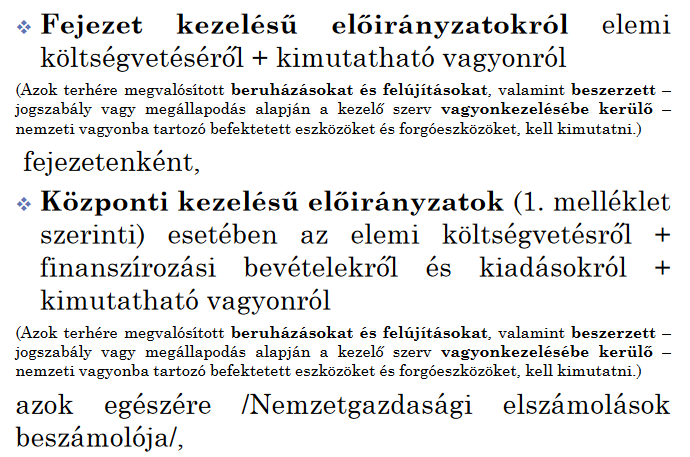 ❖ Fejezet kezelésű előirányzatokról elemi
költségvetéséről + kimutatható vagyonról
(Azok terhére megvalósított beruházásokat és felújításokat, valamint beszerzett –
jogszabály vagy megállapodás alapján a kezelő szerv vagyonkezelésébe kerülő –
nemzeti vagyonba tartozó befektetett eszközöket és forgóeszközöket, kell kimutatni.)
fejezetenként,
❖ Központi kezelésű előirányzatok (1. melléklet
szerinti) esetében az elemi költségvetésről +
finanszírozási bevételekről és kiadásokról +
kimutatható vagyonról
(Azok terhére megvalósított beruházásokat és felújításokat, valamint beszerzett –
jogszabály vagy megállapodás alapján a kezelő szerv vagyonkezelésébe kerülő –
nemzeti vagyonba tartozó befektetett eszközöket és forgóeszközöket, kell kimutatni.)
azok egészére /Nemzetgazdasági elszámolások
beszámolója/,